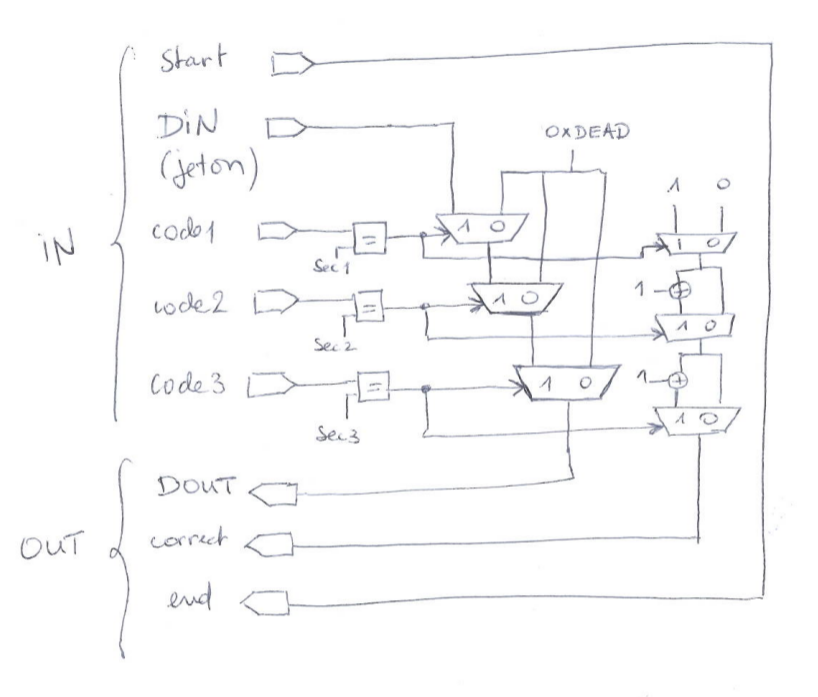 Start
DiN
(jeton)
0xDEAD
1 0
code1
1 0
1 0
=
Sec1
iN
code2
1 0
1
=
Sec2
1 0
code3
1 0
1
=
Sec3
1 0
DOUT
OUT
correct
end